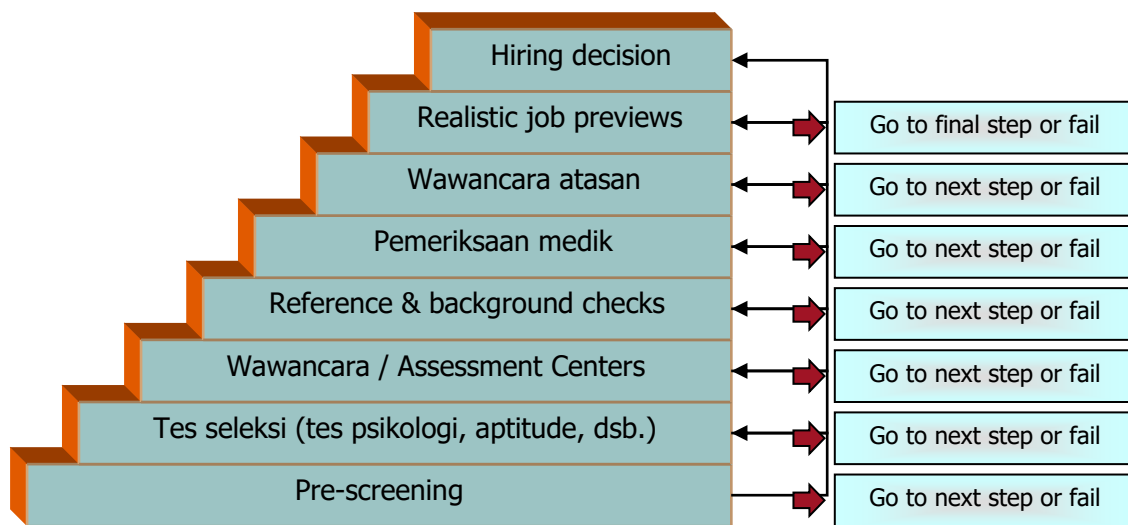 Hiring decision
Realistic job previews
Go to final step or fail
Wawancara atasan
Go to next step or fail
Pemeriksaan medik
Go to next step or fail
Reference & background checks
Go to next step or fail
Wawancara / Assessment Centers
Go to next step or fail
Tes seleksi (tes psikologi, aptitude, dsb.)
Go to next step or fail
Pre-screening
Go to next step or fail